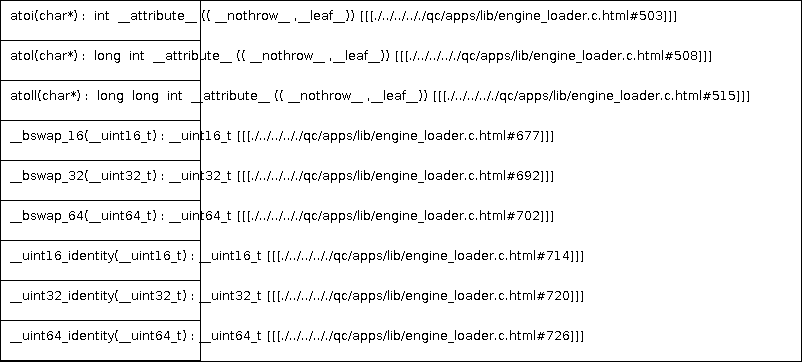 atoi(char*) : int __attribute__ (( __nothrow__ ,__leaf__)) [[[./../../../qc/apps/lib/engine_loader.c.html#503]]]
atol(char*) : long int __attribute__ (( __nothrow__ ,__leaf__)) [[[./../../../qc/apps/lib/engine_loader.c.html#508]]]
atoll(char*) : long long int __attribute__ (( __nothrow__ ,__leaf__)) [[[./../../../qc/apps/lib/engine_loader.c.html#515]]]
__bswap_16(__uint16_t) : __uint16_t [[[./../../../qc/apps/lib/engine_loader.c.html#677]]]
__bswap_32(__uint32_t) : __uint32_t [[[./../../../qc/apps/lib/engine_loader.c.html#692]]]
__bswap_64(__uint64_t) : __uint64_t [[[./../../../qc/apps/lib/engine_loader.c.html#702]]]
__uint16_identity(__uint16_t) : __uint16_t [[[./../../../qc/apps/lib/engine_loader.c.html#714]]]
__uint32_identity(__uint32_t) : __uint32_t [[[./../../../qc/apps/lib/engine_loader.c.html#720]]]
__uint64_identity(__uint64_t) : __uint64_t [[[./../../../qc/apps/lib/engine_loader.c.html#726]]]